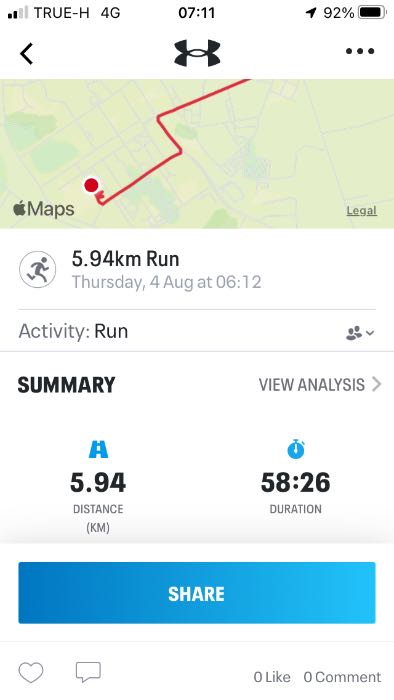 TRUE-H 4G 07:11 92%
Maps
Legal
5.94km Run
Thursday, 4 Aug at 06:12
Activity: Run
SUMMARY VIEW ANALYSIS
5.94 58:26
DISTANCE DURATION
(KM)
SHARE
0 Like 0 Comment